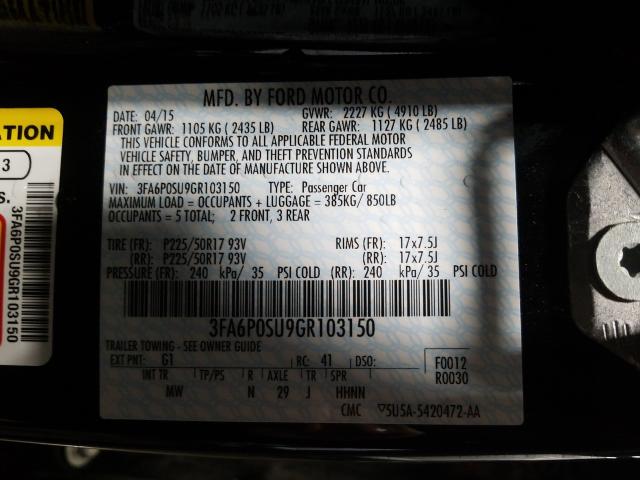 MFD. BY FORD MOTOR CO.
DATE: 04/15 GVWR: 2227 KG ( 4910 LB)
FRONT GAWR: 1105 KG ( 2435 LB) REAR GAWR: 1127 KG ( 2485 LB)
THIS VEHICLE CONFORMS TO ALL APPLICABLE FEDERAL MOTOR
VEHICLE SAFETY, BUMPER, AND THEFT PREVENTION STANDARDS
IN EFFECT ON THE DATE OF MANUFACTURE SHOWN ABOVE.
VIN: 3FA6P0SU9GR103150 TYPE: Passenger Car
MAXIMUM LOAD = OCCUPANTS + LUGGAGE = 385KG/ 850LB
OCCUPANTS = 5 TOTAL; 2 FRONT, 3 REAR
TIRE (FR): P225/50R17 93V RIMS (FR): 17x7.5J
(RR): P225/50R17 93V (RR): 17x7.5J
PRESSURE (FR): 240 kPa/ 35 PSI COLD (RR): 240 kPa/ 35 PSI COLD
3FA6P0SU9GR103150
TRAILER TOWING - SEE OWNER GUIDE
EXT PNT: G1 RC: 41 DSO: F0012
INT TR TP/PS R AXLE TR SPR R0030
MW N 29 J HHNN
CMC ▽5U5A-5420472-AA
ATION
3
S.
3FA6P0SU9GR103150